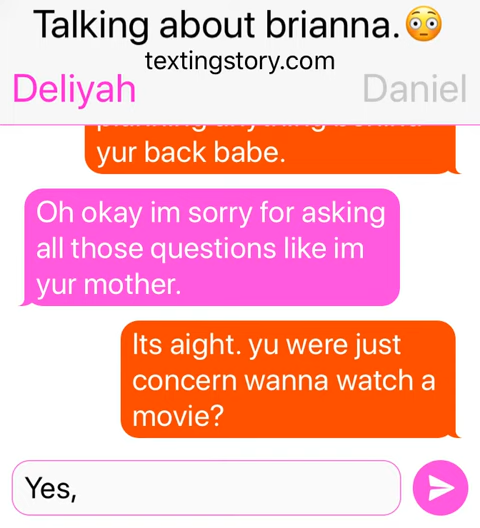 Talking about brianna.😳
textingstory.com
Deliyah Daniel
yur back babe.
Oh okay im sorry for asking
all those questions like im
yur mother.
Its aight. yu were just
concern wanna watch a
movie?
Yes,